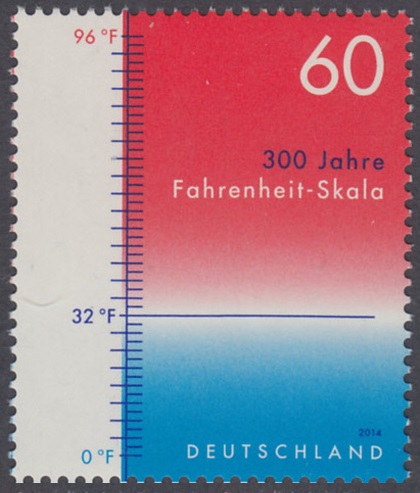 96 °F
60
300 Jahre
Fahrenheit-Skala
32 °F
2014
0 °F
DEUTSCHLAND